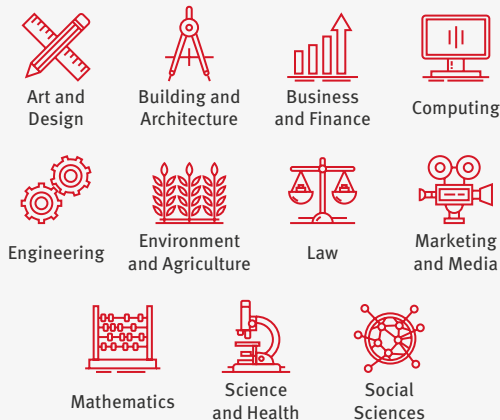 Art and
Design
Building and
Architecture
Business
and Finance
Computing
Engineering
Environment
and Agriculture
Law
Marketing
and Media
Mathematics
Science
and Health
Social
Sciences